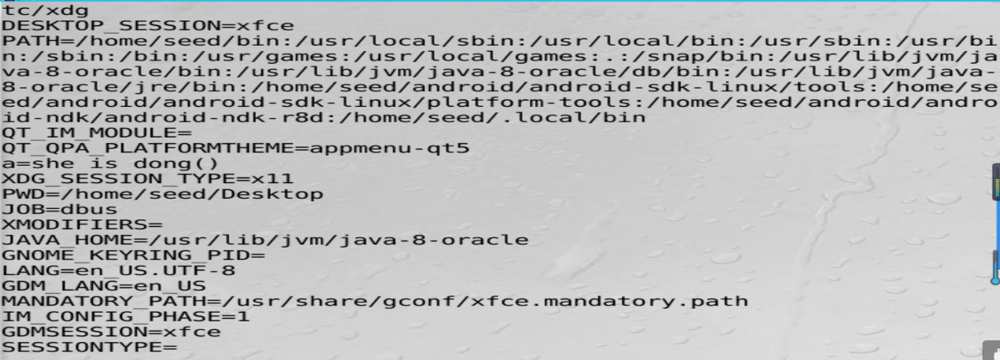 tc/xdg
DESKTOP_SESSION=xfce
PATH=/home/seed/bin:/usr/local/sbin:/usr/local/bin:/usr/sbin:/usr/bi
n:/sbin:/bin:/usr/games:/usr/local/games:.:/snap/bin:/usr/lib/jvm/ja
va-8-oracle/bin:/usr/lib/jvm/java-8-oracle/db/bin:/usr/lib/jvm/java-
8-oracle/jre/bin:/home/seed/android/android-sdk-linux/tools:/home/se
ed/android/android-sdk-linux/platform-tools:/home/seed/android/andro
id-ndk/android-ndk-r8d:/home/seed/.local/bin
QT_IM_MODULE=
QT_QPA_PLATFORMTHEME=appmenu-qt5
a=she is dong()
XDG_SESSION_TYPE=x11
PWD=/home/seed/Desktop
JOB=dbus
XMODIFIERS=
JAVA_HOME=/usr/lib/jvm/java-8-oracle
GNOME_KEYRING_PID=
LANG=en_US.UTF-8
GDM_LANG=en_US
MANDATORY_PATH=/usr/share/gconf/xfce.mandatory.path
IM_CONFIG_PHASE=1
GDMSESSION=xfce
SESSIONTYPE=